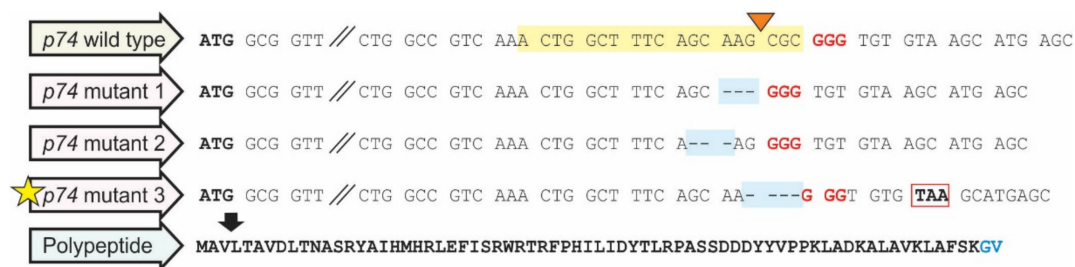 p74 wild type ATG GCG GTT // CTG GCC GTC AAA CTG GCT TTC AGC AAG CGC GGG TGT GTA AGC ATG AGC
p74 mutant 1 ATG GCG GTT // CTG GCC GTC AAA CTG GCT TTC AGC --- GGG TGT GTA AGC ATG AGC
p74 mutant 2 ATG GCG GTT // CTG GCC GTC AAA CTG GCT TTC A-- -AG GGG TGT GTA AGC ATG AGC
p74 mutant 3 ATG GCG GTT // CTG GCC GTC AAA CTG GCT TTC AGC AA- ----G GGT GTG TAA GCATGAGC
Polypeptide MAVLTAVDLTNASRYAIHMHRLEFISRWRTRFPHILIDYTLRPASSDDDYYVPPKLADKALAVKLAFSKGV